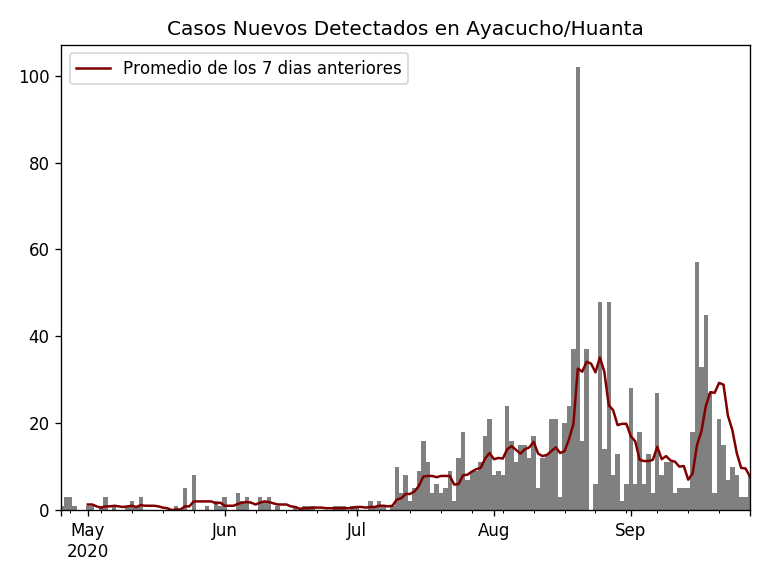 Casos Nuevos Detectados en Ayacucho/Huanta
Promedio de los 7 dias anteriores
100
80
60
40
20
0
May Jun Jul Aug Sep
2020